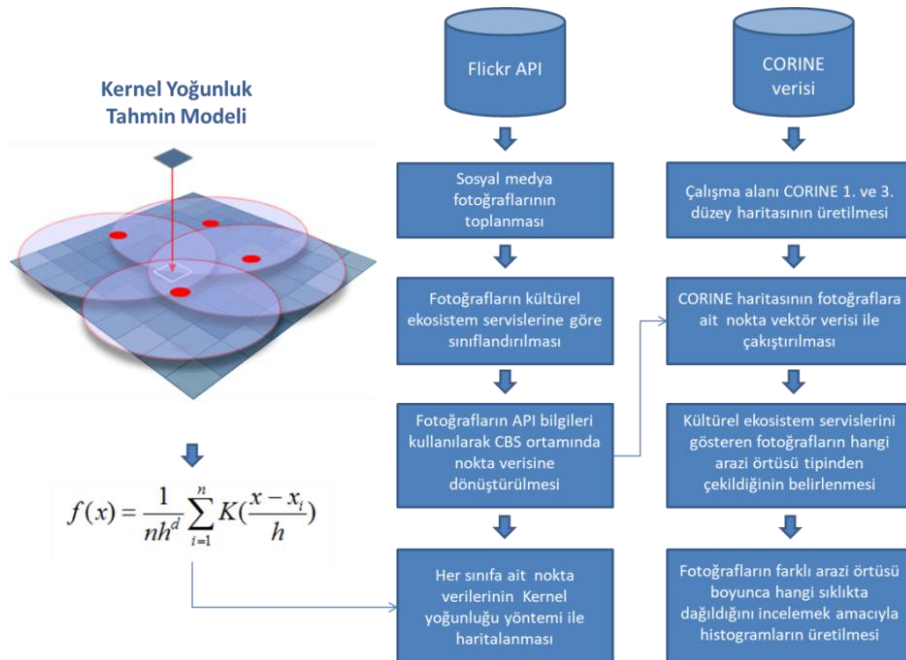 Kernel Yoğunluk
Tahmin Modeli
f(x) = \frac{1}{nh^d} \sum_{i=1}^{n} K(\frac{x - x_i}{h})
Flickr API
Sosyal medya
fotoğraflarının
toplanması
Fotoğrafların kültürel
ekosistem servislerine göre
sınıflandırılması
Fotoğrafların API bilgileri
kullanılarak CBS ortamında
nokta verisine
dönüştürülmesi
Her sınıfa ait nokta
verilerinin Kernel
yoğunluğu yöntemi ile
haritalanması
CORINE
verisi
Çalışma alanı CORINE 1. ve 3.
düzey haritasının üretilmesi
CORINE haritasının fotoğraflara
ait nokta vektör verisi ile
çakıştırılması
Kültürel ekosistem servislerini
gösteren fotoğrafların hangi
arazi örtüsü tipinden
çekildiğinin belirlenmesi
Fotoğrafların farklı arazi örtüsü
boyunca hangi sıklıkta
dağıldığını incelemek amacıyla
histogramların üretilmesi